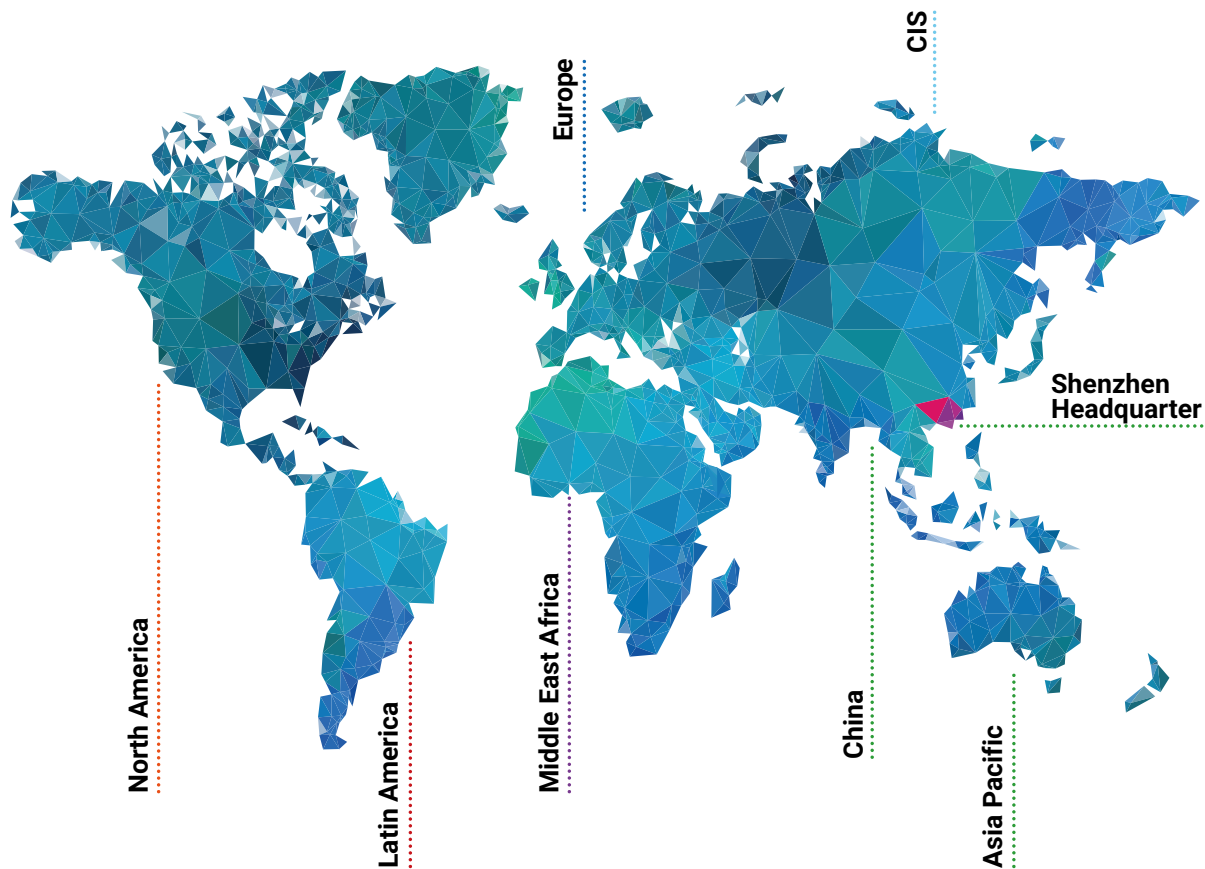 CIS
Europe
Shenzhen
Headquarter
North America
Latin America
Middle East Africa
China
Asia Pacific